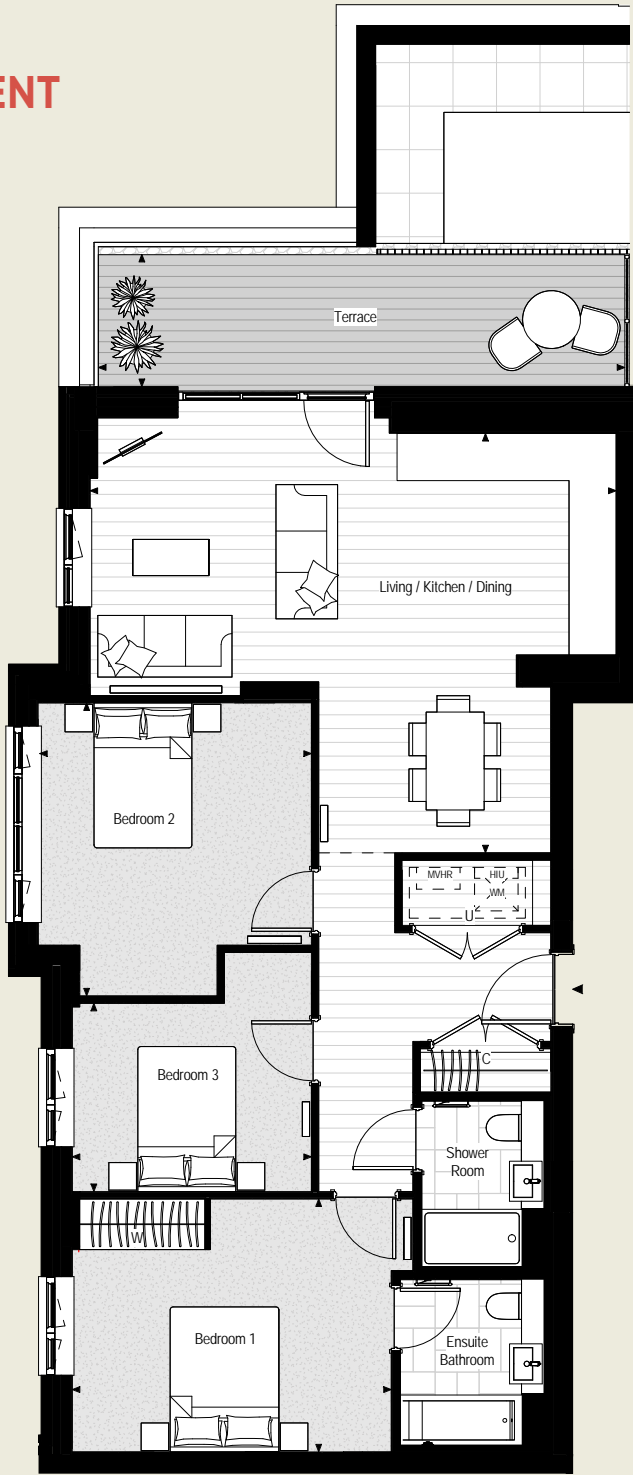 ENT
Terrace
Living / Kitchen / Dining
Bedroom 2
MVHR
HIU
WM
U
C
Bedroom 3
Shower
Room
W
Bedroom 1
Ensuite
Bathroom